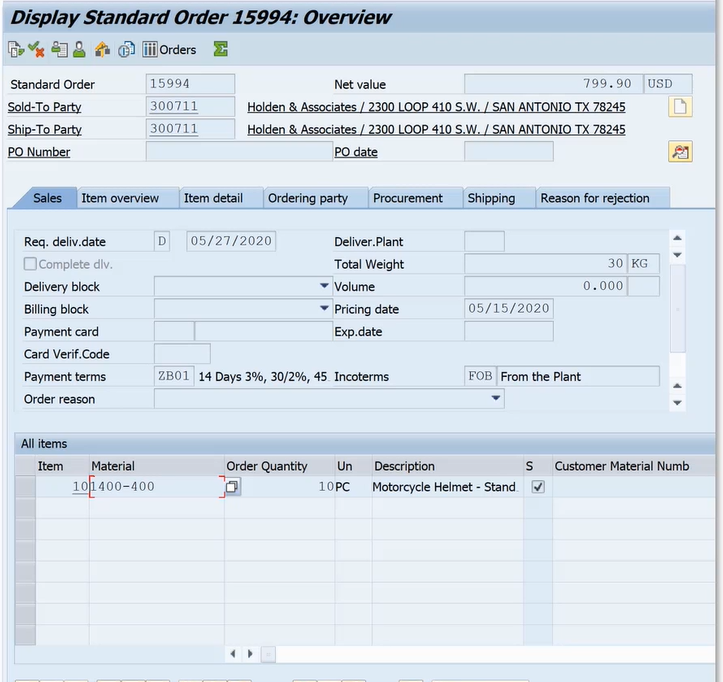 Display Standard Order 15994: Overview
Orders
Standard Order 15994 Net value 799.90 USD
Sold-To Party 300711 Holden & Associates / 2300 LOOP 410 S.W. / SAN ANTONIO TX 78245
Ship-To Party 300711 Holden & Associates / 2300 LOOP 410 S.W. / SAN ANTONIO TX 78245
PO Number PO date
Sales Item overview Item detail Ordering party Procurement Shipping Reason for rejection
Req. deliv.date D 05/27/2020 Deliver.Plant
Complete dlv. Total Weight 30 KG
Delivery block Volume 0.000
Billing block Pricing date 05/15/2020
Payment card Exp.date
Card Verif.Code
Payment terms ZB01 14 Days 3%, 30/2%, 45 Incoterms FOB From the Plant
Order reason
All items
Item Material Order Quantity Un Description S Customer Material Numb
10 1400-400 10 PC Motorcycle Helmet - Stand